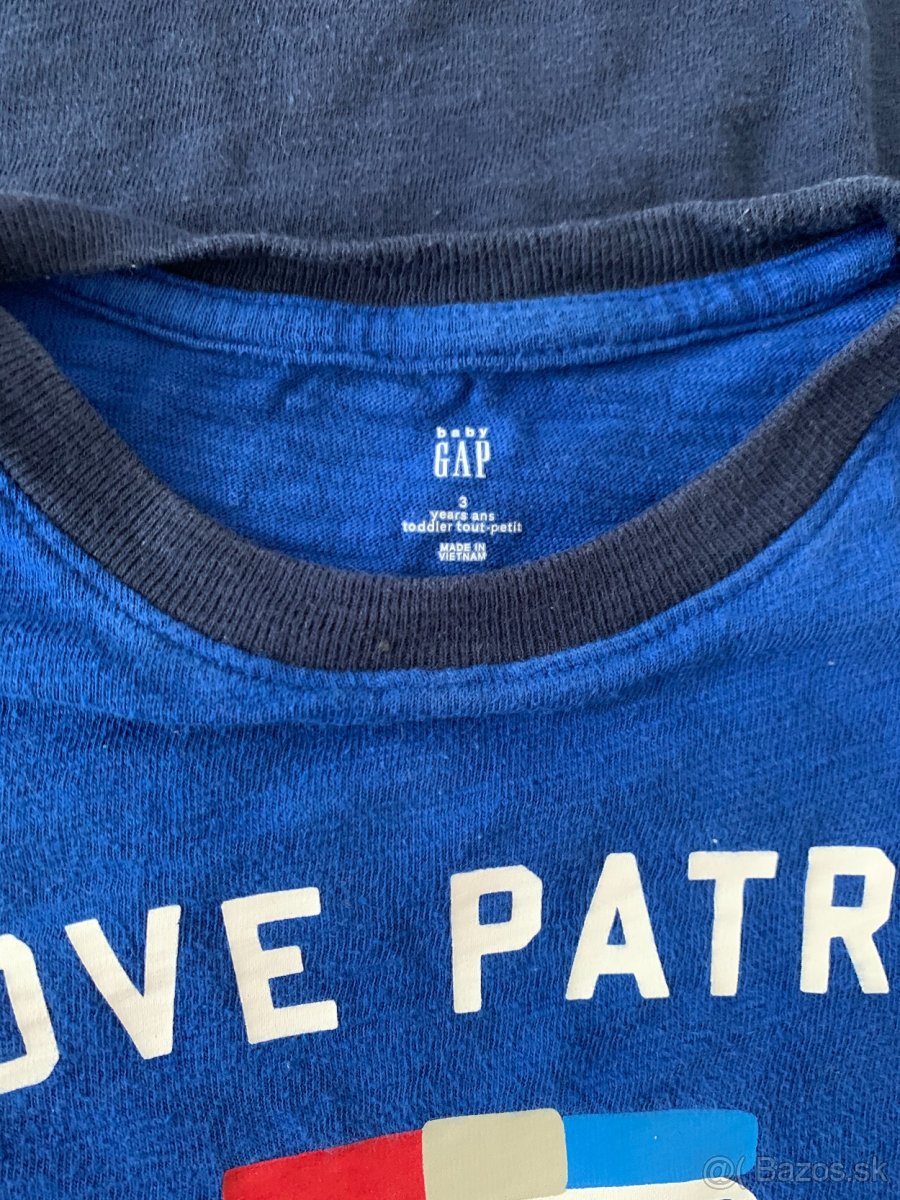 baby
GAP
3
years ans
toddler tout-petit
MADE IN
VIETNAM
OVE PATR
Bazos.sk